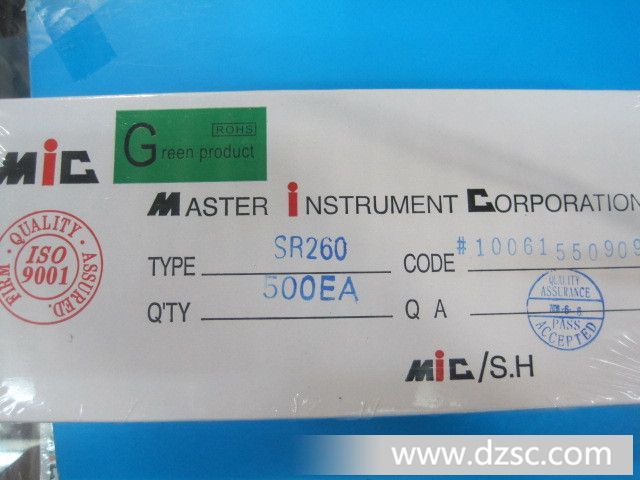 MiC
Green product
ROHS
MASTER INSTRUMENT CORPORATION
FIRM QUALITY ASSURED.
ISO
9001
TYPE SR260 CODE #10061550909
Q'TY 500EA Q A
QUALITY
ASSURANCE
PASS
ACCEPTED
MiC/S.H
www.dzsc.com